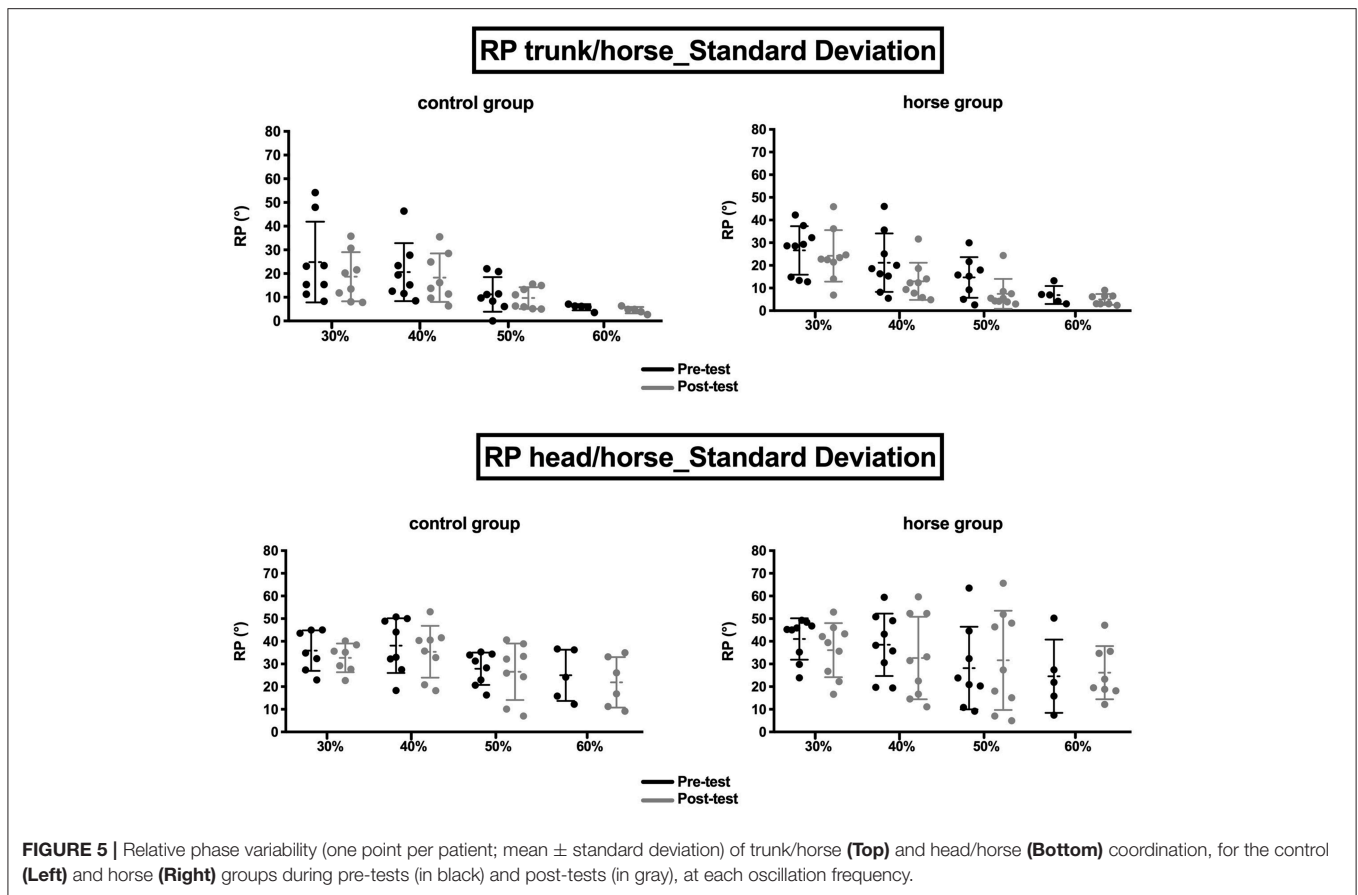 RP trunk/horse_Standard Deviation
control group
horse group
80
70
60
50
40
30
20
10
0
RP (°)
30% 40% 50% 60%
80
70
60
50
40
30
20
10
0
RP (°)
30% 40% 50% 60%
Pre-test
Post-test
RP head/horse_Standard Deviation
control group
horse group
80
70
60
50
40
30
20
10
0
RP (°)
30% 40% 50% 60%
80
70
60
50
40
30
20
10
0
RP (°)
30% 40% 50% 60%
Pre-test
Post-test
FIGURE 5 | Relative phase variability (one point per patient; mean ± standard deviation) of trunk/horse (Top) and head/horse (Bottom) coordination, for the control
(Left) and horse (Right) groups during pre-tests (in black) and post-tests (in gray), at each oscillation frequency.